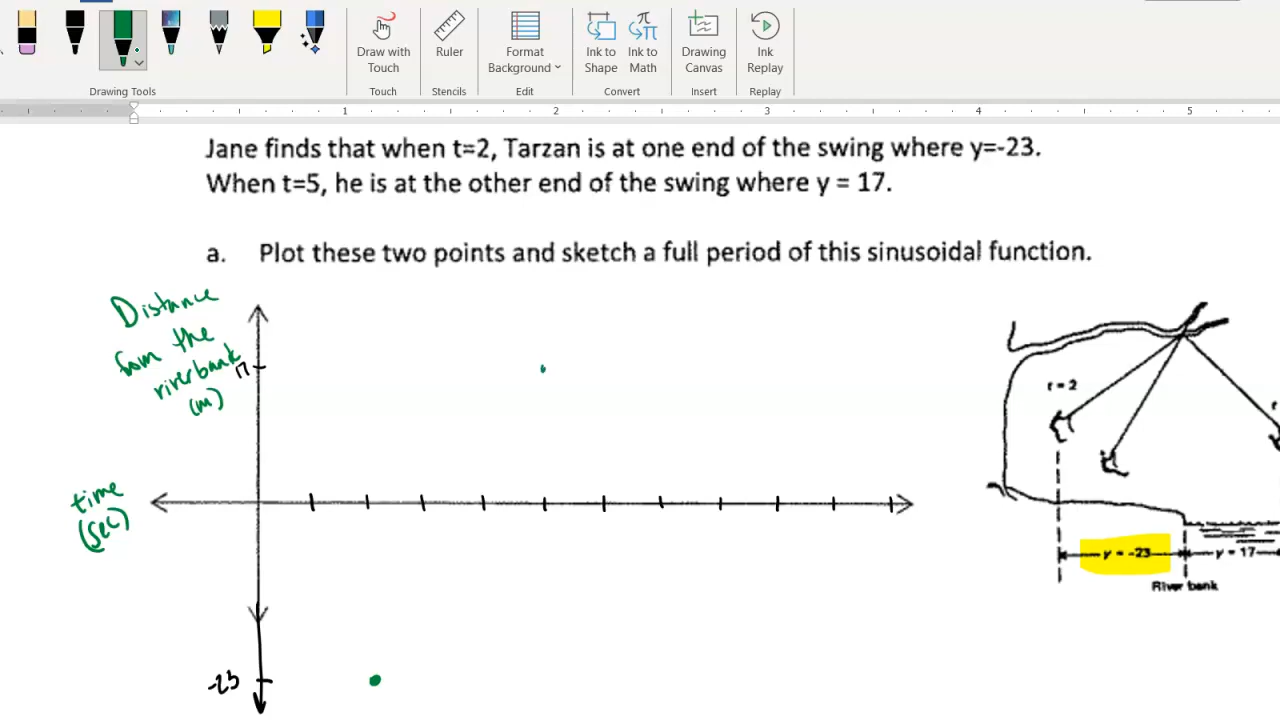 Draw with
Touch
Ruler
Format
Background
Ink to
Shape
Ink to
Math
Drawing
Canvas
Ink
Replay
Drawing Tools
Touch
Stencils
Edit
Convert
Insert
Replay
1
2
3
4
5
Jane finds that when t=2, Tarzan is at one end of the swing where y=-23.
When t=5, he is at the other end of the swing where y = 17.
a. Plot these two points and sketch a full period of this sinusoidal function.
Distance
from the
riverbank
(m)
17
time
(sec)
-23
t = 2
y = -23
y = 17
River bank